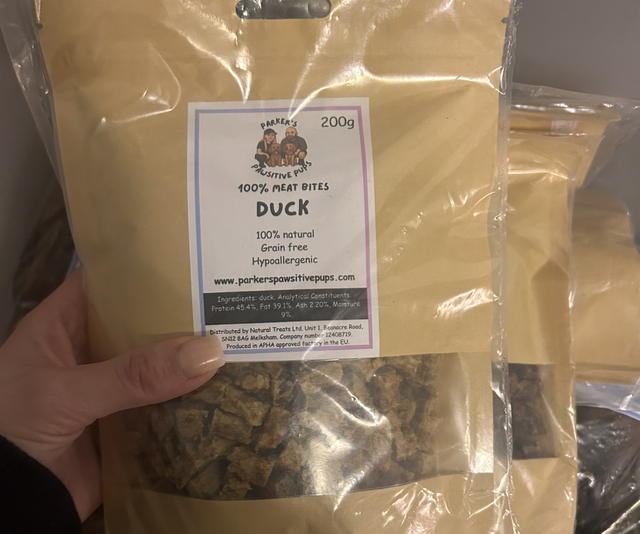 PARKER'S
PAWSITIVE PUPS
200g
100% MEAT BITES
DUCK
100% natural
Grain free
Hypoallergenic
www.parkerspawsitivepups.com
Ingredients: duck. Analytical Constituents
Protein 45.4%, Fat 39.1%, Ash 2.20%, Moisture
9%.
Distributed by Natural Treats Ltd. Unit 1, Beanacre Road,
SN12 8AG Melksham. Company number 12408719.
Produced in APHA approved factory in the EU.